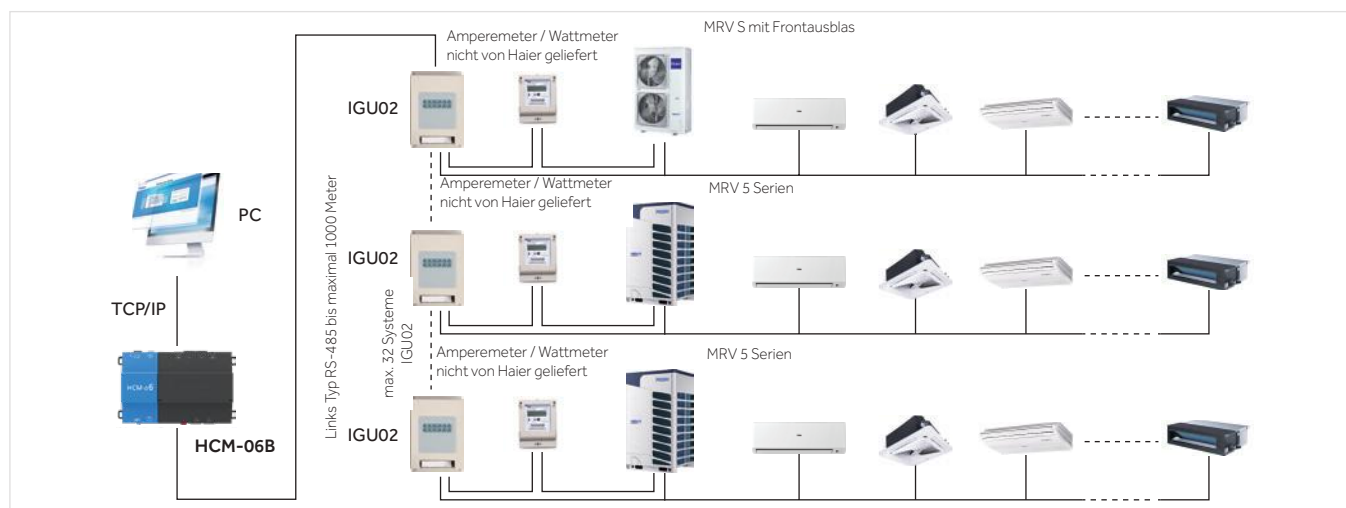 MRV S mit Frontausblas
Amperemeter / Wattmeter
nicht von Haier geliefert
IGU02
Amperemeter / Wattmeter
nicht von Haier geliefert
MRV 5 Serien
PC
IGU02
TCP/IP
Links Typ RS-485 bis maximal 1000 Meter
max. 32 Systeme
IGU02
Amperemeter / Wattmeter
nicht von Haier geliefert
MRV 5 Serien
HCM-06
IGU02
HCM-06B